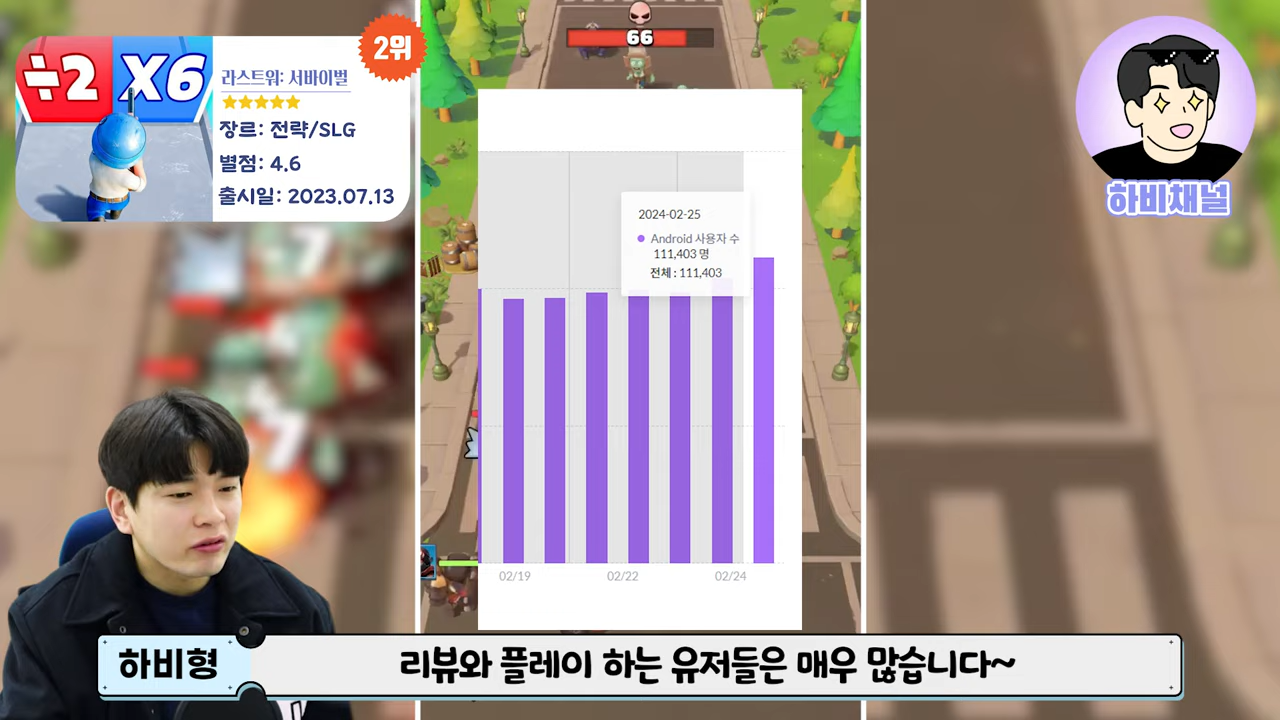 ÷2
X6
2위
라스트워: 서바이벌
장르: 전략/SLG
별점: 4.6
출시일: 2023.07.13
66
하비채널
2024-02-25
Android 사용자 수
111,403 명
전체 : 111,403
02/19
02/22
02/24
하비형
리뷰와 플레이 하는 유저들은 매우 많습니다~